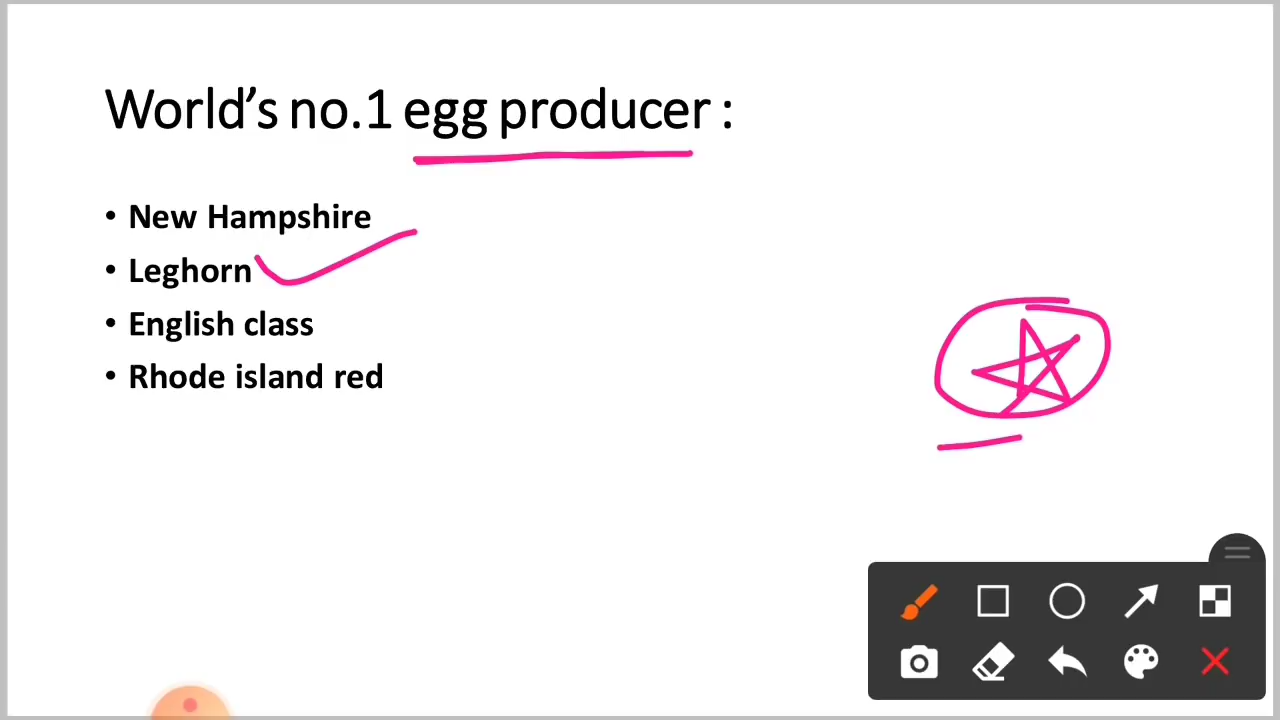 World's no.1 egg producer :
• New Hampshire
• Leghorn
• English class
• Rhode island red